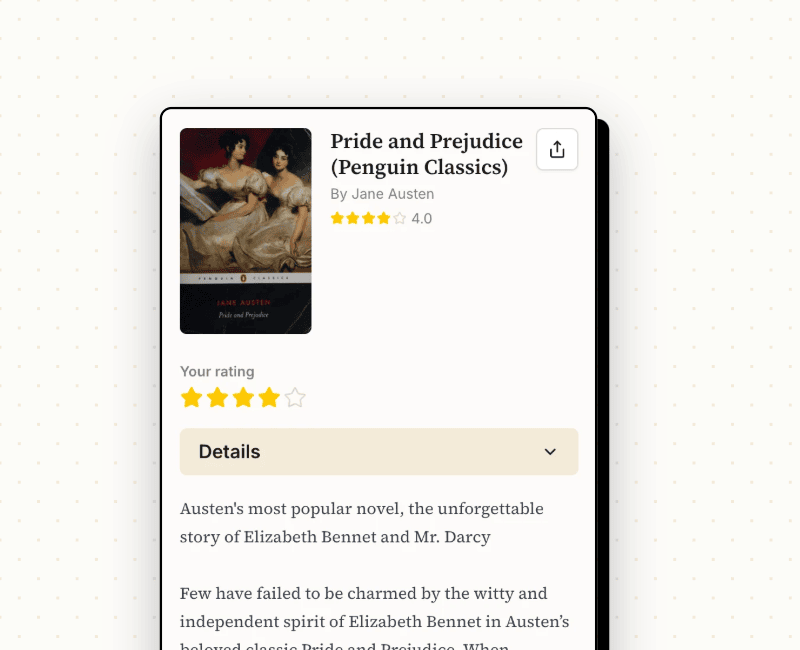 Pride and Prejudice
(Penguin Classics)
By Jane Austen
4.0
PENGUIN CLASSICS
JANE AUSTEN
Pride and Prejudice
Your rating
Details
Austen's most popular novel, the unforgettable
story of Elizabeth Bennet and Mr. Darcy
Few have failed to be charmed by the witty and
independent spirit of Elizabeth Bennet in Austen’s
beloved classic Pride and Prejudice. When